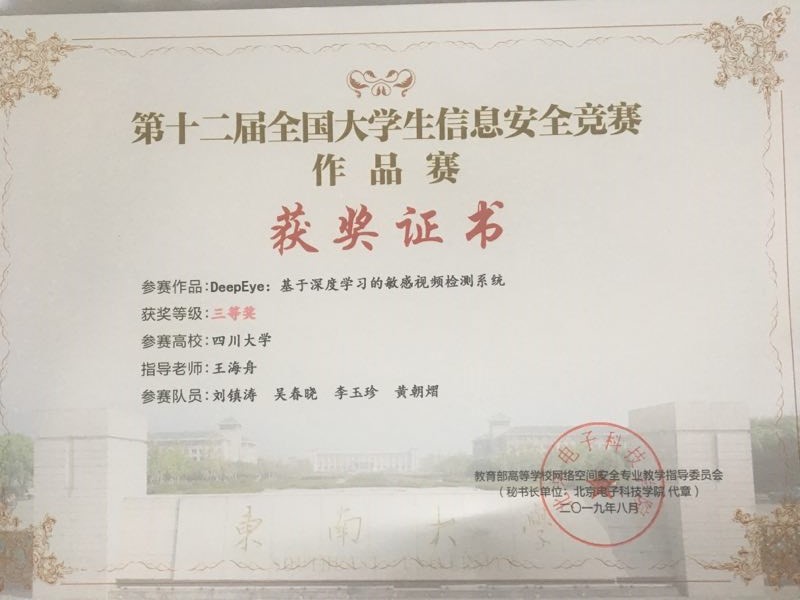 第十二届全国大学生信息安全竞赛
作品赛
获奖证书
参赛作品：DeepEye：基于深度学习的敏感视频检测系统
获奖等级：三等奖
参赛高校：四川大学
指导老师：王海舟
参赛队员：刘镇涛 吴春晓 李玉珍 黄朝熠
教育部高等学校网络空间安全专业教学指导委员会
（秘书长单位：北京电子科技学院 代章）
二〇一九年八月
东南大学